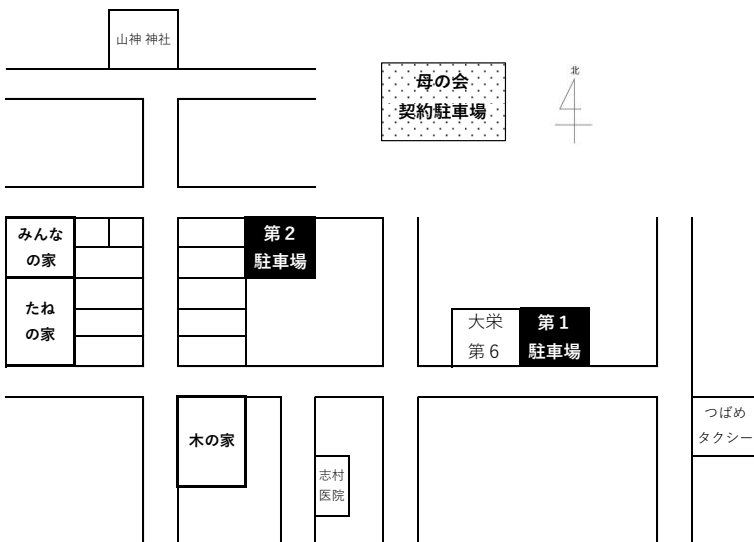 山神 神社
母の会
契約駐車場
北
みんな
の家
第２
駐車場
たね
の家
大栄
第６
第１
駐車場
木の家
つばめ
タクシー
志村
医院